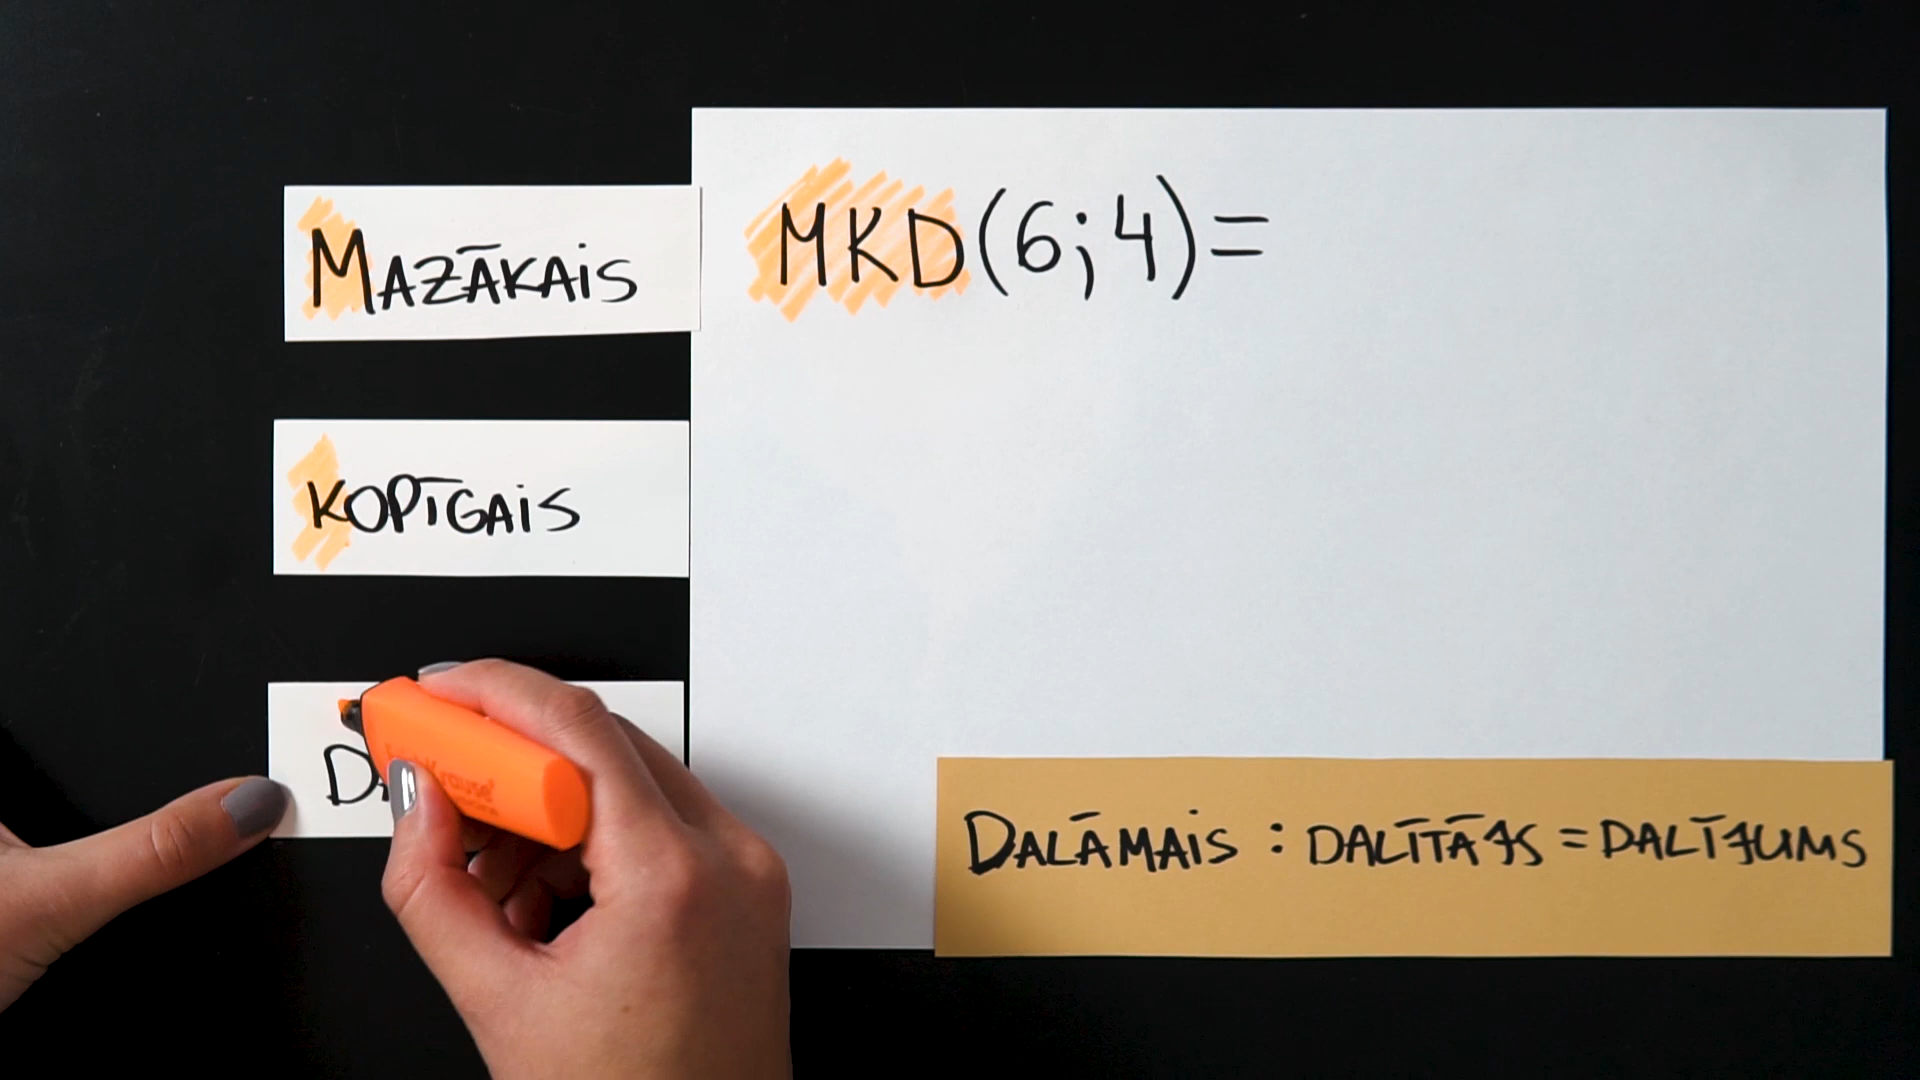 MAZĀKAIS
MKD(6;4)=
KOPĪGAIS
DALĀMAIS : DALĪTĀJS = DALĪJUMS